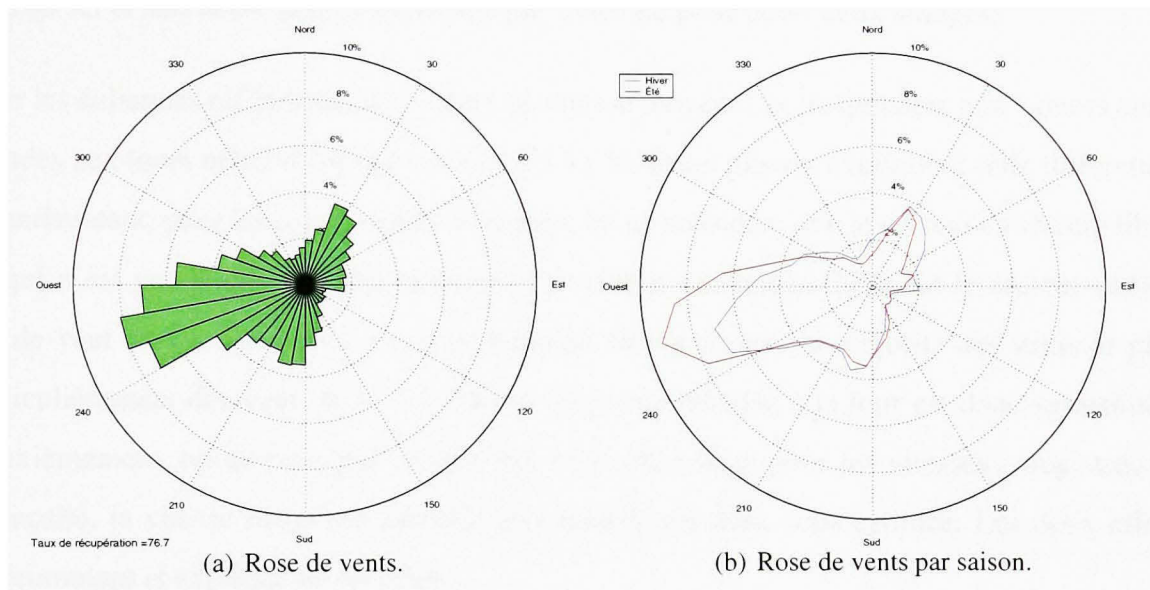 Nord
10%
330
30
8%
300
60
6%
4%
Ouest
Est
240
120
210
150
Sud
Taux de récupération =76.7
(a) Rose de vents.
Nord
10%
Hiver
Été
330
30
8%
300
60
6%
4%
2%
Ouest
Est
240
120
210
150
Sud
(b) Rose de vents par saison.